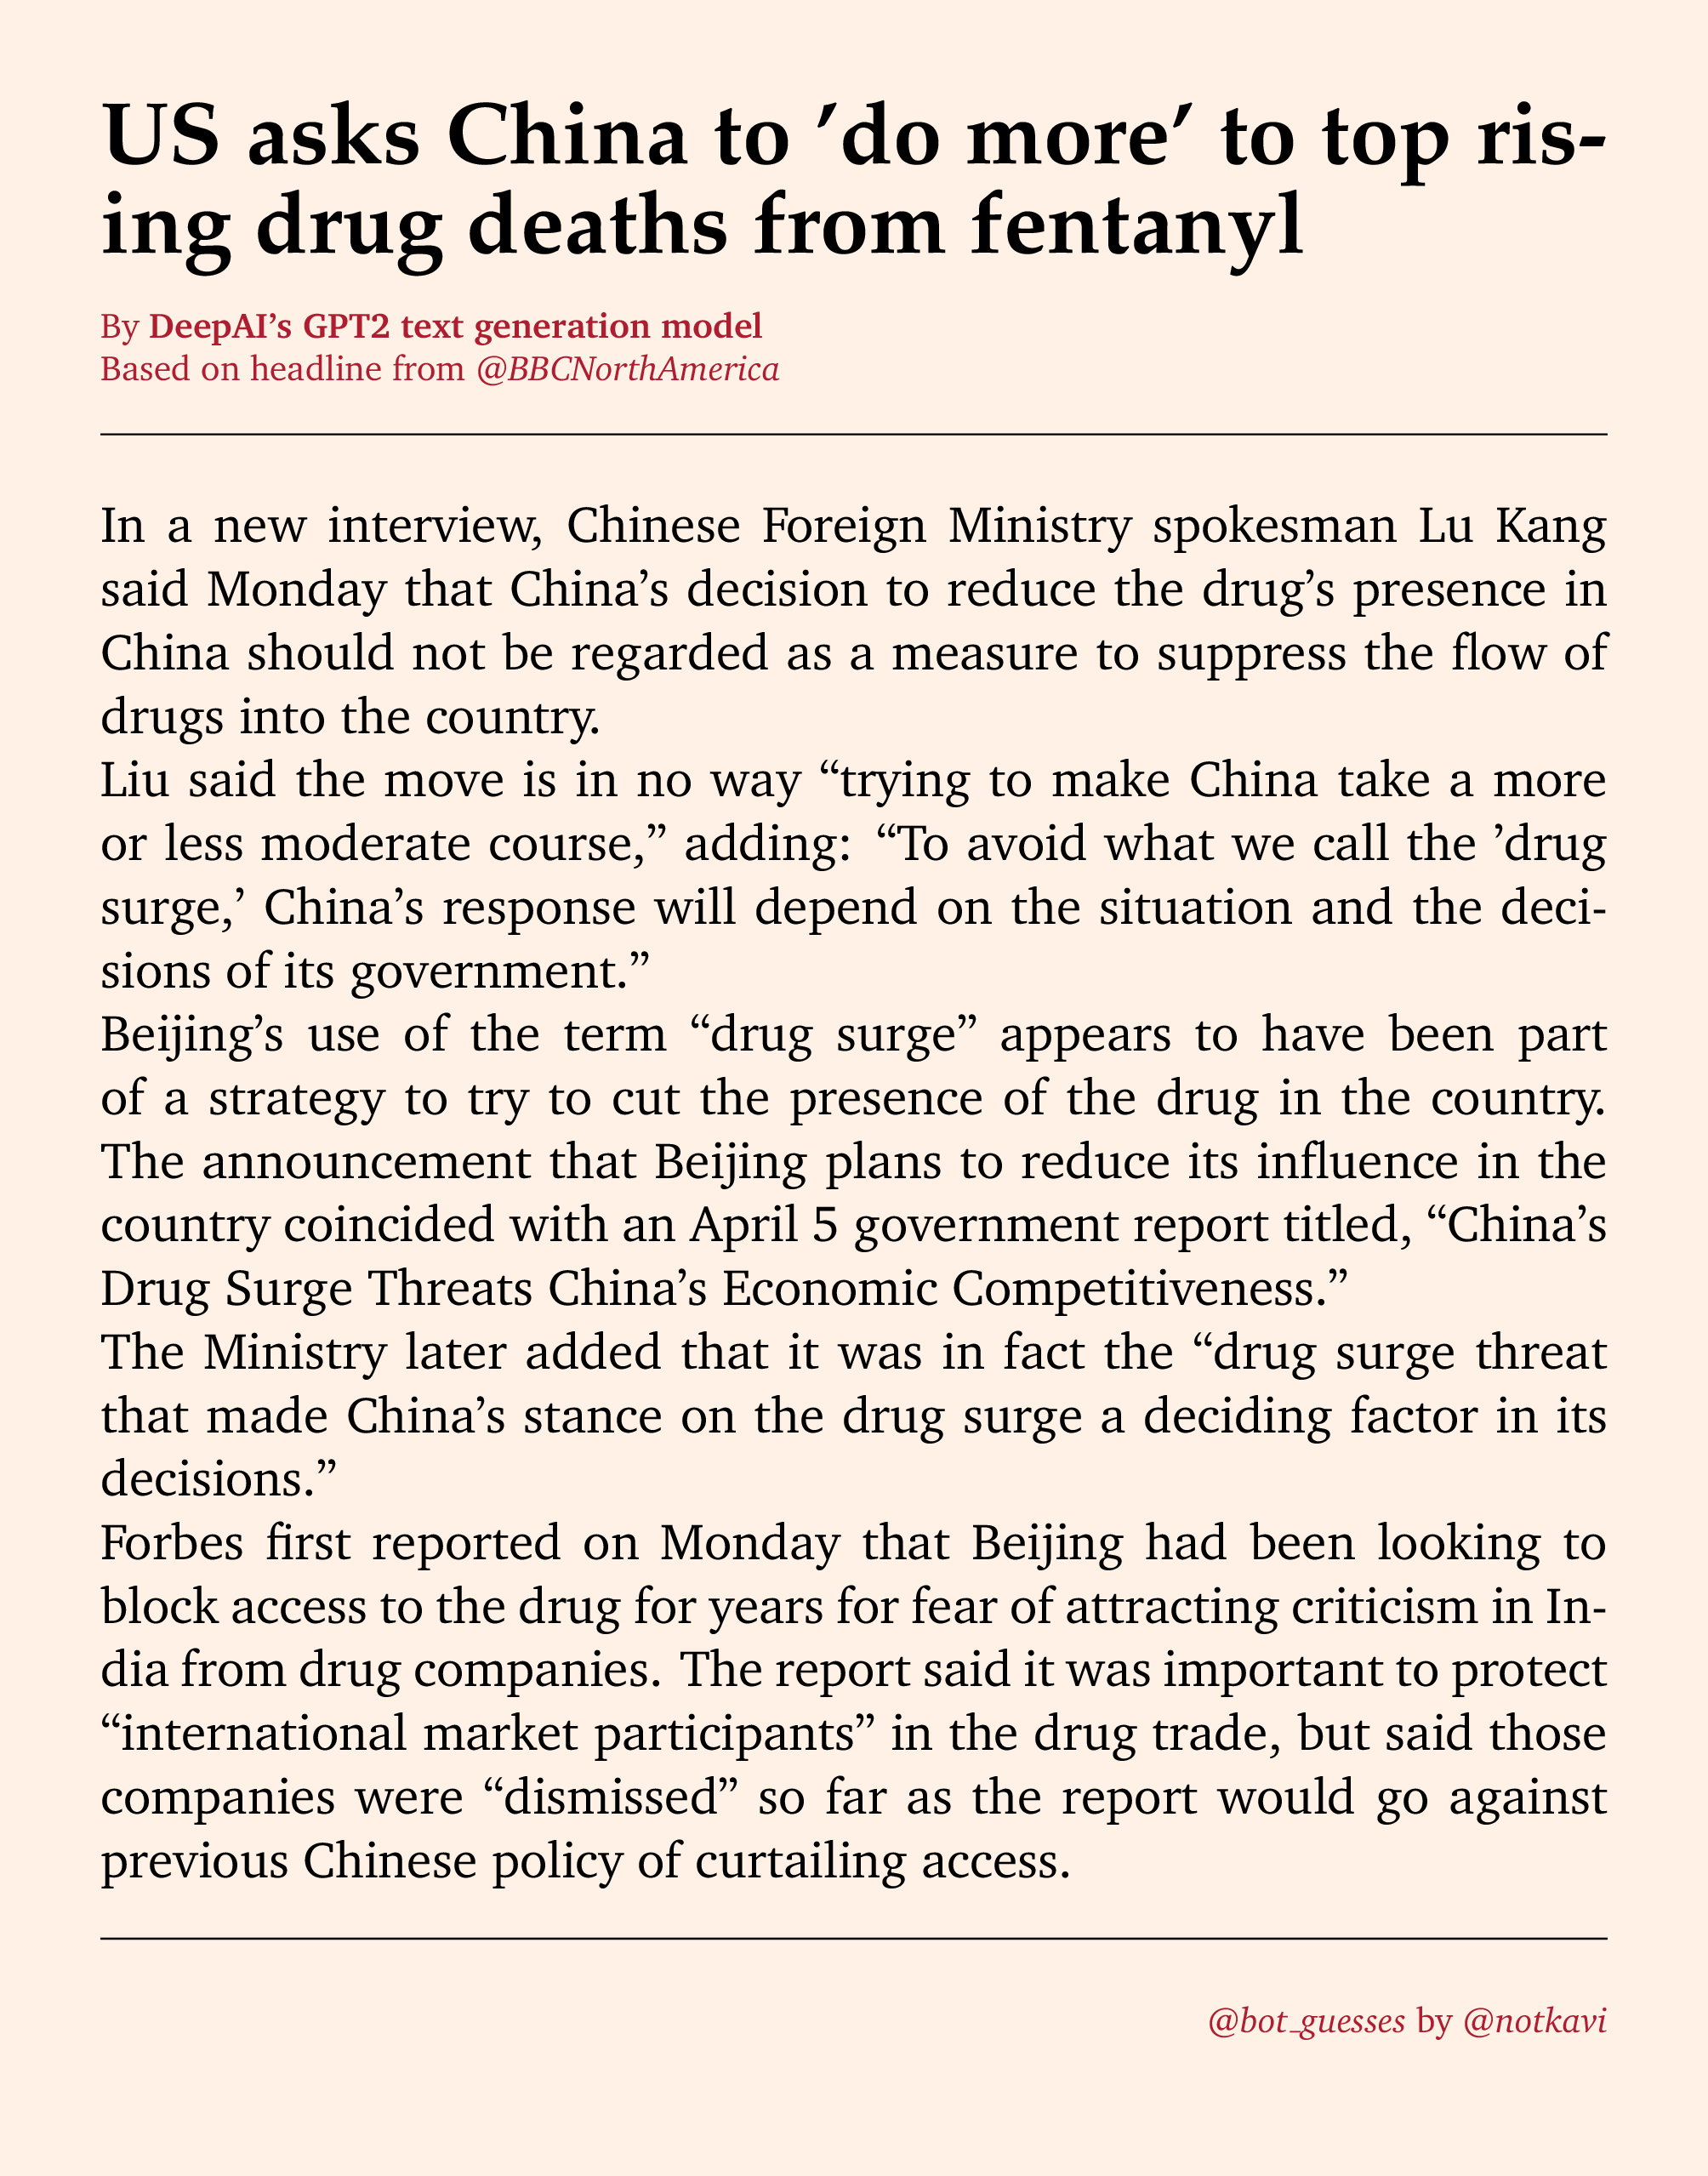 US asks China to ’do more’ to top ris-
ing drug deaths from fentanyl
By DeepAI’s GPT2 text generation model
Based on headline from @BBCNorthAmerica
In a new interview, Chinese Foreign Ministry spokesman Lu Kang
said Monday that China’s decision to reduce the drug’s presence in
China should not be regarded as a measure to suppress the flow of
drugs into the country.
Liu said the move is in no way “trying to make China take a more
or less moderate course,” adding: “To avoid what we call the ’drug
surge,’ China’s response will depend on the situation and the deci-
sions of its government.”
Beijing’s use of the term “drug surge” appears to have been part
of a strategy to try to cut the presence of the drug in the country.
The announcement that Beijing plans to reduce its influence in the
country coincided with an April 5 government report titled, “China’s
Drug Surge Threats China’s Economic Competitiveness.”
The Ministry later added that it was in fact the “drug surge threat
that made China’s stance on the drug surge a deciding factor in its
decisions.”
Forbes first reported on Monday that Beijing had been looking to
block access to the drug for years for fear of attracting criticism in In-
dia from drug companies. The report said it was important to protect
“international market participants” in the drug trade, but said those
companies were “dismissed” so far as the report would go against
previous Chinese policy of curtailing access.
@bot_guesses by @notkavi